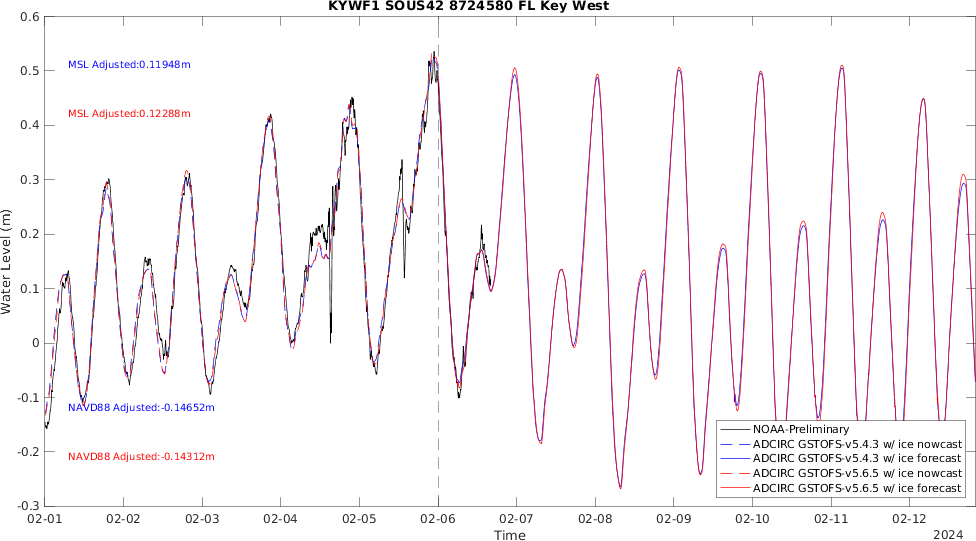 KYWF1 SOUS42 8724580 FL Key West
0.6
0.5
0.4
0.3
0.2
0.1
0
-0.1
-0.2
-0.3
Water Level (m)
MSL Adjusted:0.11948m
MSL Adjusted:0.12288m
NAVD88 Adjusted:-0.14652m
NAVD88 Adjusted:-0.14312m
NOAA-Preliminary
ADCIRC GSTOFS-v5.4.3 w/ ice nowcast
ADCIRC GSTOFS-v5.4.3 w/ ice forecast
ADCIRC GSTOFS-v5.6.5 w/ ice nowcast
ADCIRC GSTOFS-v5.6.5 w/ ice forecast
02-01 02-02 02-03 02-04 02-05 02-06 02-07 02-08 02-09 02-10 02-11 02-12
Time
2024